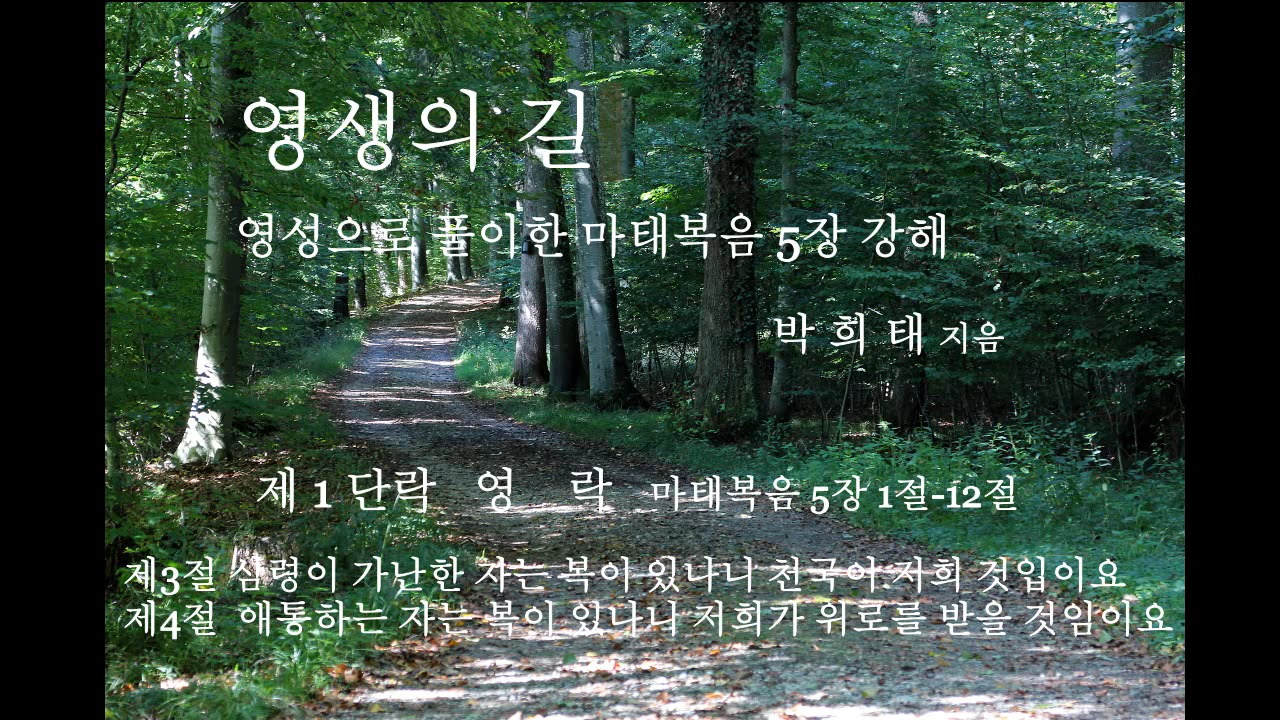 영생의 길
영성으로 풀이한 마태복음 5장 강해
박 희 태 지음
제 1 단락 영 락 마태복음 5장 1절-12절
제3절 심령이 가난한 자는 복이 있나니 천국이 저희 것입이요
제4절 애통하는 자는 복이 있나니 저희가 위로를 받을 것임이요